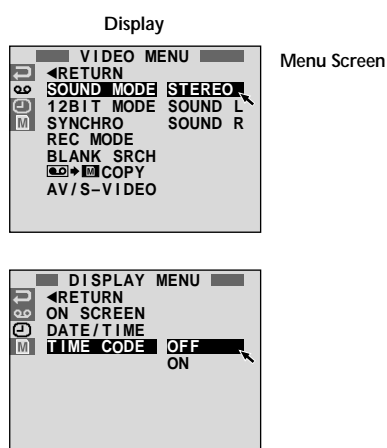 Display
Menu Screen
VIDEO MENU
◀RETURN
SOUND MODE STEREO
12BIT MODE SOUND L
SYNCHRO SOUND R
REC MODE
BLANK SRCH
➧ M COPY
AV/S–VIDEO
M
DISPLAY MENU
◀RETURN
ON SCREEN
DATE/TIME
TIME CODE OFF
ON
M